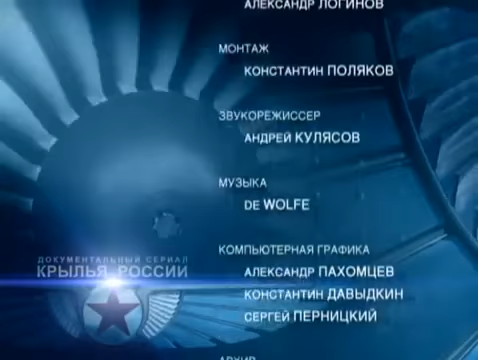 АЛЕКСАНДР ЛОГИНОВ
МОНТАЖ
КОНСТАНТИН ПОЛЯКОВ
ЗВУКОРЕЖИССЕР
АНДРЕЙ КУЛЯСОВ
МУЗЫКА
DE WOLFE
КОМПЬЮТЕРНАЯ ГРАФИКА
АЛЕКСАНДР ПАХОМЦЕВ
КОНСТАНТИН ДАВЫДКИН
СЕРГЕЙ ПЕРНИЦКИЙ
АРХИВ
ДОКУМЕНТАЛЬНЫЙ СЕРИАЛ
КРЫЛЬЯ РОССИИ